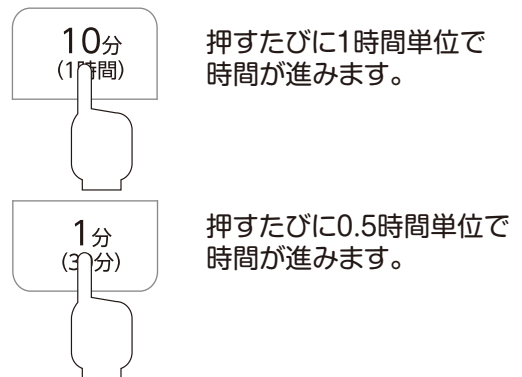 10分
(1時間)
押すたびに1時間単位で
時間が進みます。
1分
(3 分)
押すたびに0.5時間単位で
時間が進みます。